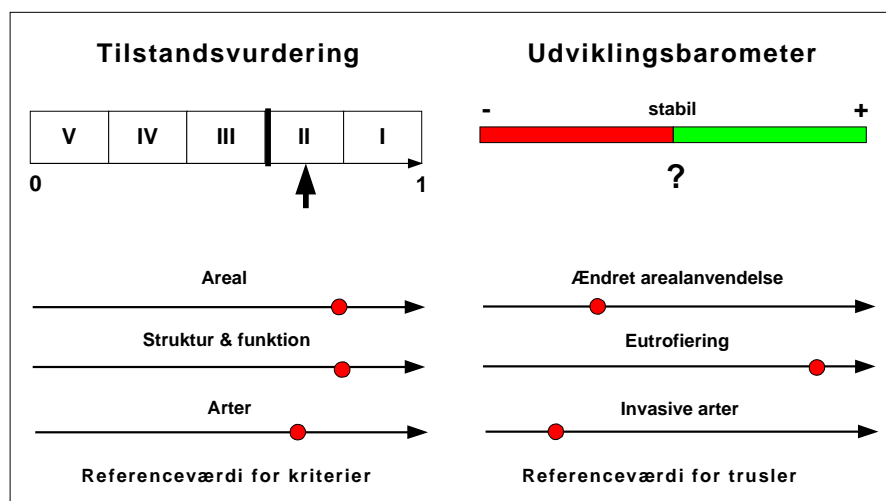 Tilstandsvurdering
V IV III II I
0 1
Areal
Struktur & funktion
Arter
Referenceværdi for kriterier
Udviklingsbarometer
- stabil +
?
Ændret arealanvendelse
Eutrofiering
Invasive arter
Referenceværdi for trusler